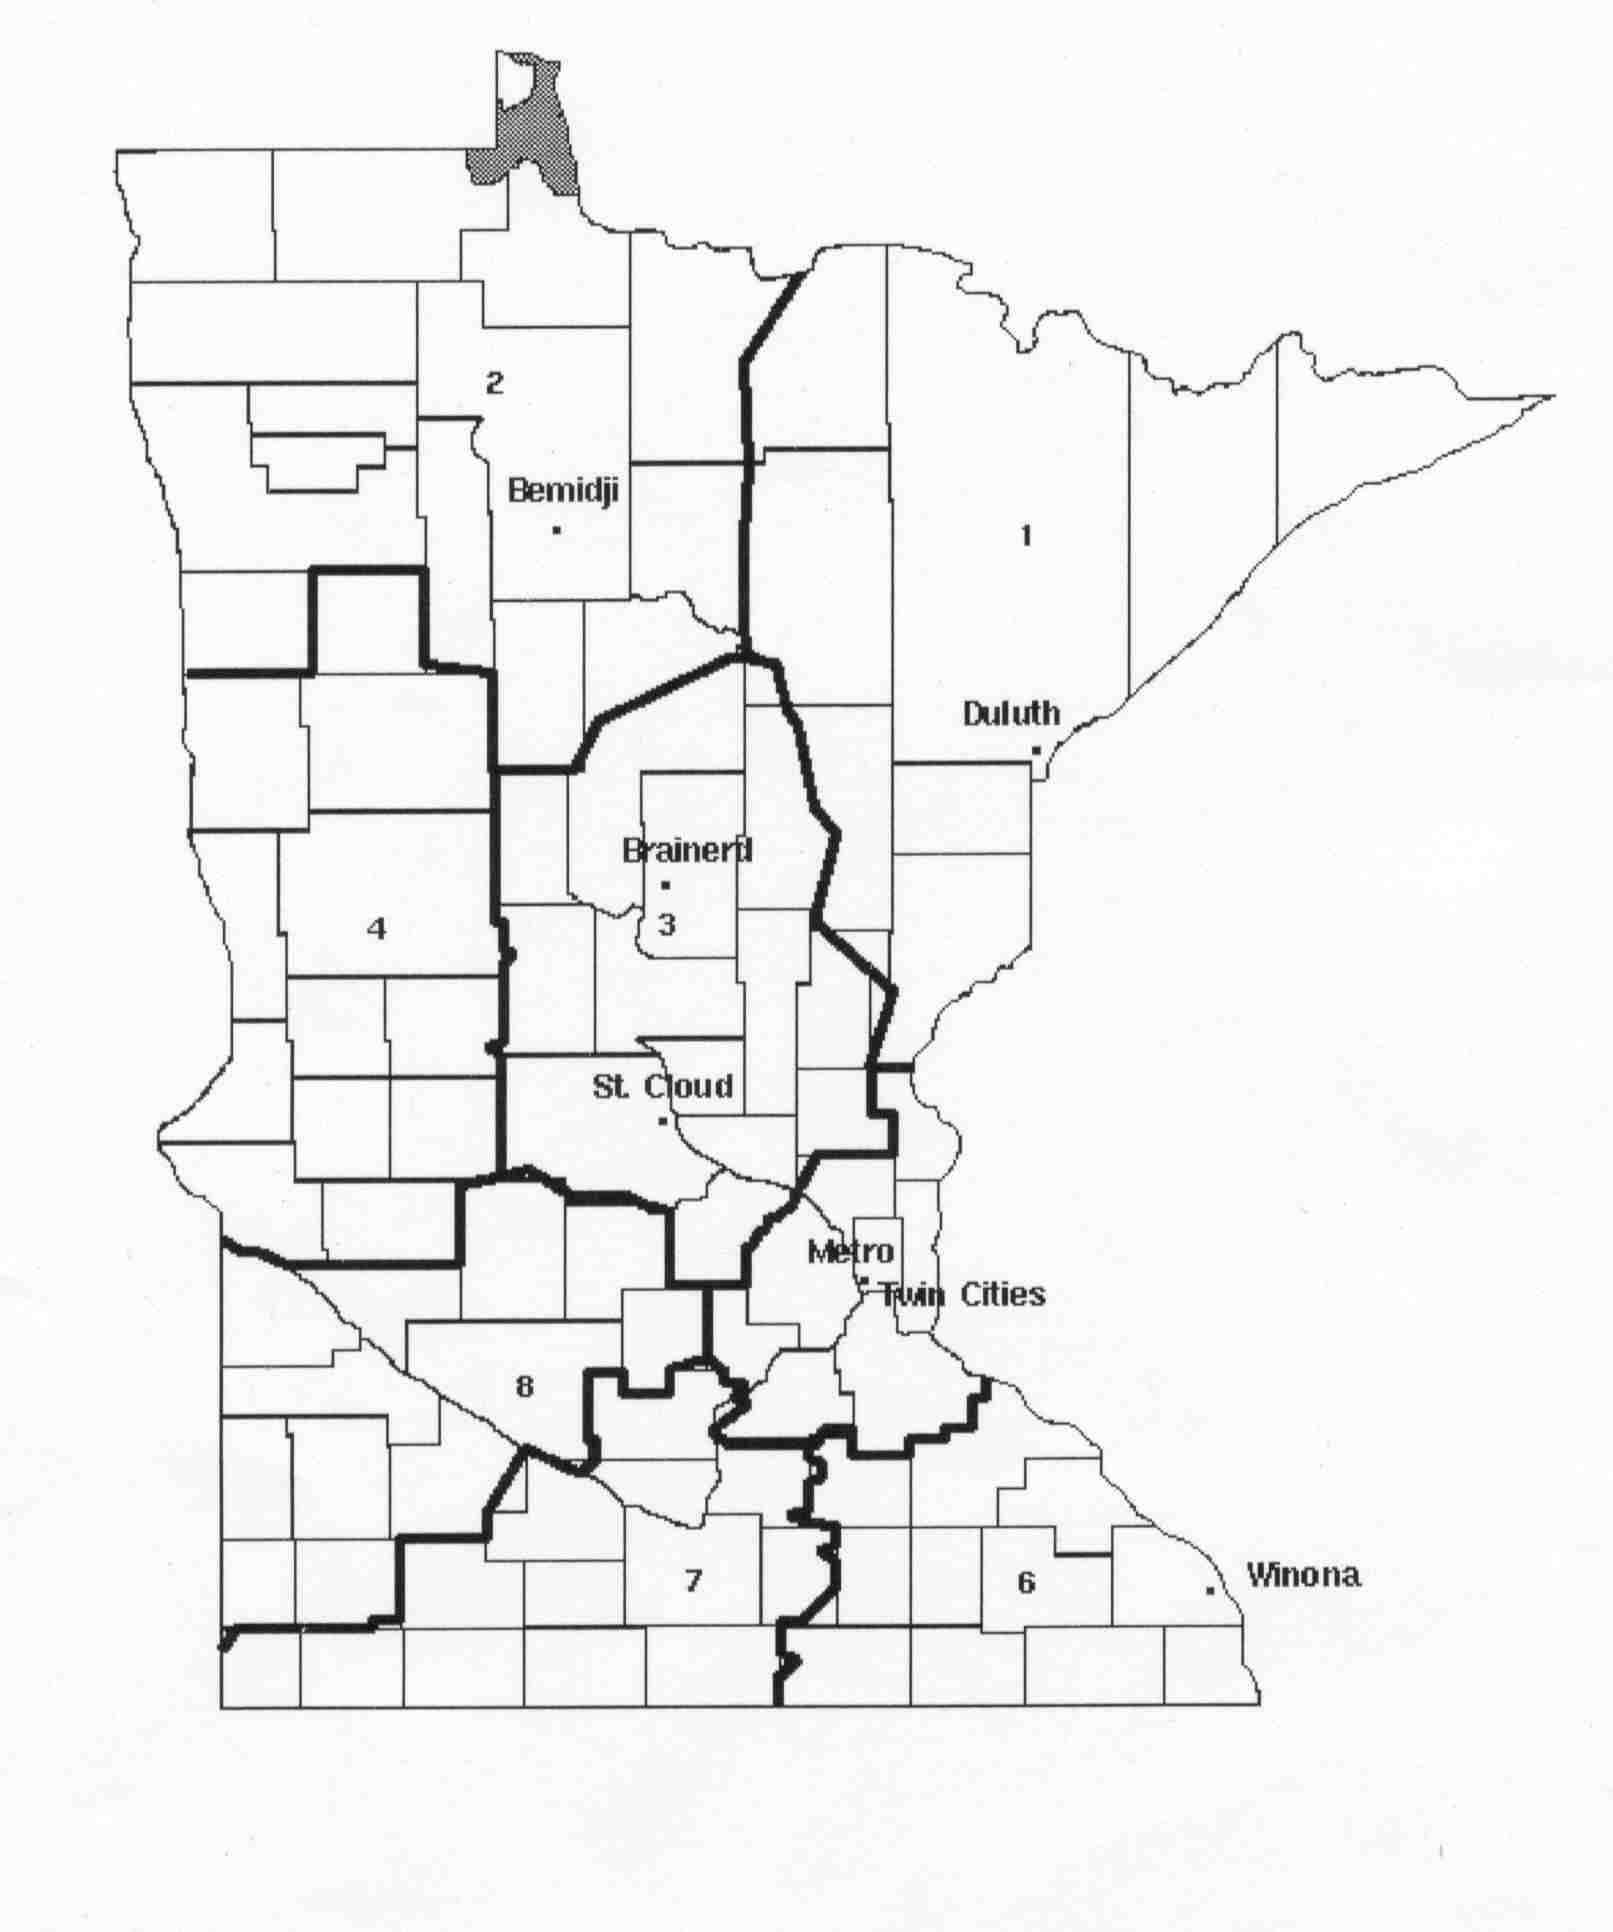 2
Bemidji
1
Duluth
Brainerd
3
4
St. Cloud
Metro
Twin Cities
8
7
6
Winona